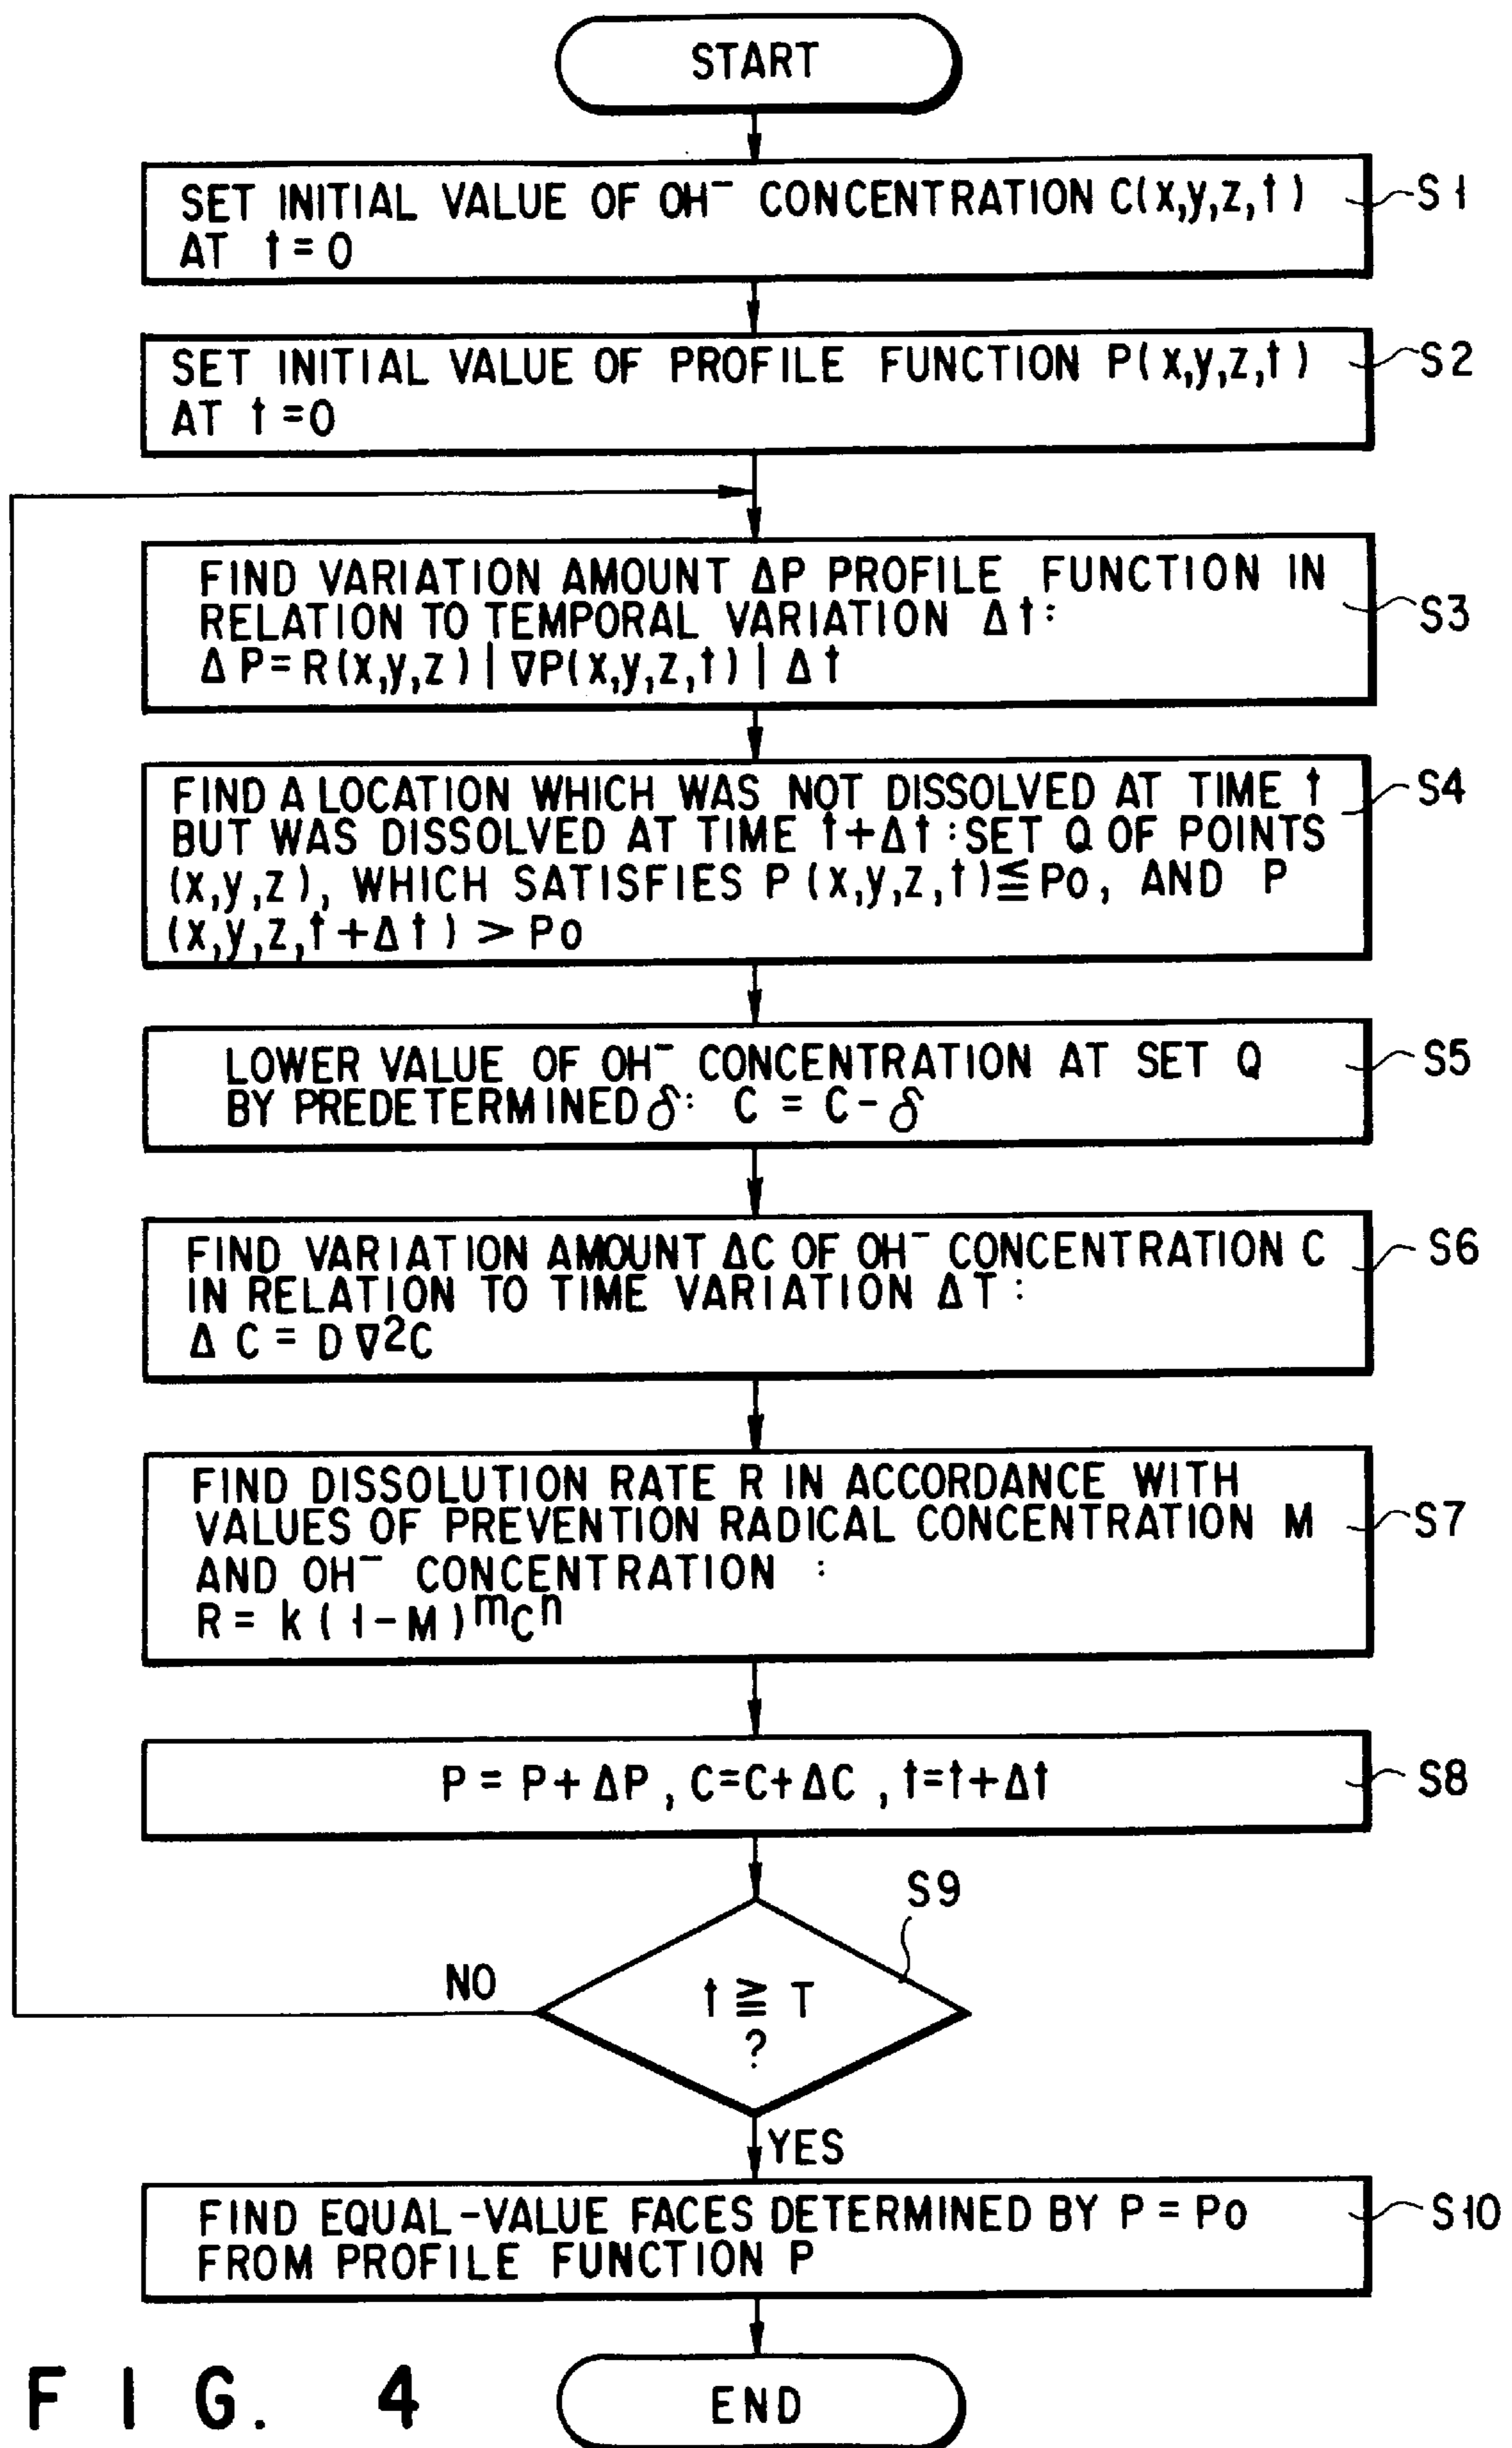 START
SET INITIAL VALUE OF OH⁻ CONCENTRATION C(x,y,z,t)
AT t=0
S1
SET INITIAL VALUE OF PROFILE FUNCTION P(x,y,z,t)
AT t=0
S2
FIND VARIATION AMOUNT ΔP PROFILE FUNCTION IN
RELATION TO TEMPORAL VARIATION Δt:
ΔP=R(x,y,z)|∇P(x,y,z,t)|Δt
S3
FIND A LOCATION WHICH WAS NOT DISSOLVED AT TIME t
BUT WAS DISSOLVED AT TIME t+Δt:SET Q OF POINTS
(x,y,z), WHICH SATISFIES P(x,y,z,t)≦Po, AND P
(x,y,z,t+Δt) > Po
S4
LOWER VALUE OF OH⁻ CONCENTRATION AT SET Q
BY PREDETERMINED δ: C = C-δ
S5
FIND VARIATION AMOUNT ΔC OF OH⁻ CONCENTRATION C
IN RELATION TO TIME VARIATION ΔT:
ΔC = D∇²C
S6
FIND DISSOLUTION RATE R IN ACCORDANCE WITH
VALUES OF PREVENTION RADICAL CONCENTRATION M
AND OH⁻ CONCENTRATION :
R= k(1-M)ᵐCⁿ
S7
P = P+ΔP, C=C+ΔC, t=t+Δt
S8
S9
t ≧ T
?
NO
YES
FIND EQUAL-VALUE FACES DETERMINED BY P = Po
FROM PROFILE FUNCTION P
S10
END
FIG. 4